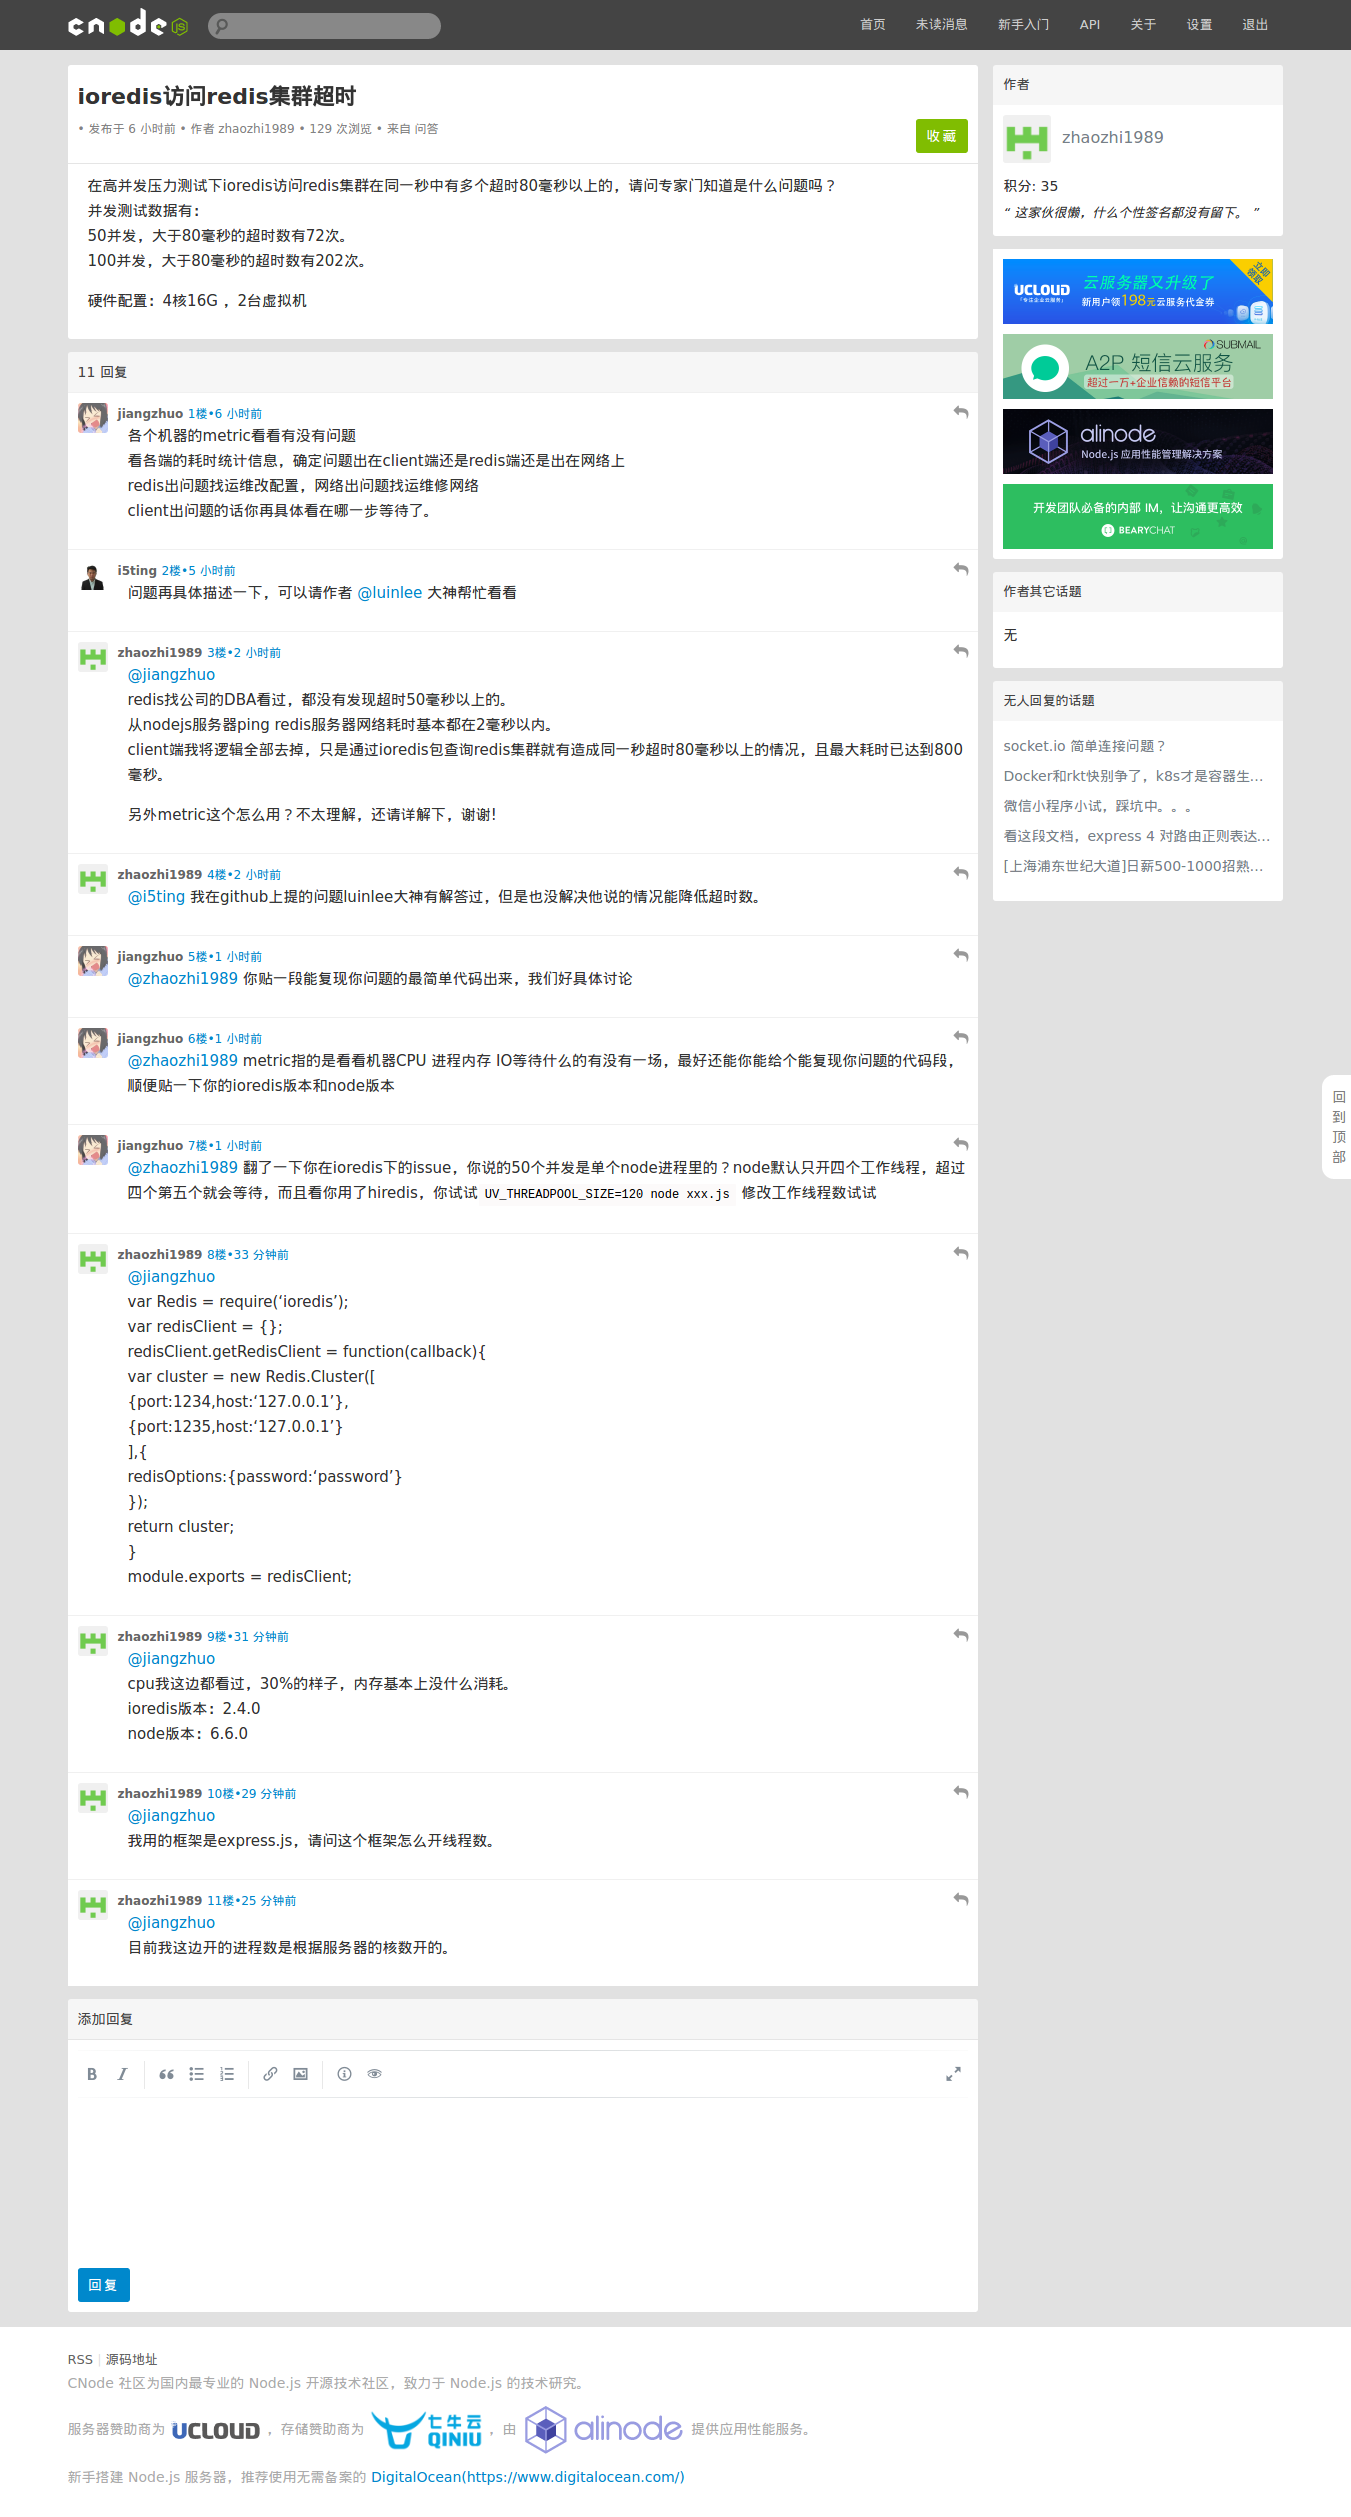 cnode JS
首页 未读消息 新手入门 API 关于 设置 退出
ioredis访问redis集群超时
• 发布于 6 小时前 • 作者 zhaozhi1989 • 129 次浏览 • 来自 问答
收藏
在高并发压力测试下ioredis访问redis集群在同一秒中有多个超时80毫秒以上的，请问专家门知道是什么问题吗？
并发测试数据有：
50并发，大于80毫秒的超时数有72次。
100并发，大于80毫秒的超时数有202次。
硬件配置：4核16G ，2台虚拟机
11 回复
jiangzhuo 1楼•6 小时前
各个机器的metric看看有没有问题
看各端的耗时统计信息，确定问题出在client端还是redis端还是出在网络上
redis出问题找运维改配置，网络出问题找运维修网络
client出问题的话你再具体看在哪一步等待了。
i5ting 2楼•5 小时前
问题再具体描述一下，可以请作者 @luinlee 大神帮忙看看
zhaozhi1989 3楼•2 小时前
@jiangzhuo
redis找公司的DBA看过，都没有发现超时50毫秒以上的。
从nodejs服务器ping redis服务器网络耗时基本都在2毫秒以内。
client端我将逻辑全部去掉，只是通过ioredis包查询redis集群就有造成同一秒超时80毫秒以上的情况，且最大耗时已达到800
毫秒。
另外metric这个怎么用？不太理解，还请详解下，谢谢!
zhaozhi1989 4楼•2 小时前
@i5ting 我在github上提的问题luinlee大神有解答过，但是也没解决他说的情况能降低超时数。
jiangzhuo 5楼•1 小时前
@zhaozhi1989 你贴一段能复现你问题的最简单代码出来，我们好具体讨论
jiangzhuo 6楼•1 小时前
@zhaozhi1989 metric指的是看看机器CPU 进程内存 IO等待什么的有没有一场，最好还能你能给个能复现你问题的代码段，
顺便贴一下你的ioredis版本和node版本
jiangzhuo 7楼•1 小时前
@zhaozhi1989 翻了一下你在ioredis下的issue，你说的50个并发是单个node进程里的？node默认只开四个工作线程，超过
四个第五个就会等待，而且看你用了hiredis，你试试 UV_THREADPOOL_SIZE=120 node xxx.js 修改工作线程数试试
zhaozhi1989 8楼•33 分钟前
@jiangzhuo
var Redis = require(‘ioredis’);
var redisClient = {};
redisClient.getRedisClient = function(callback){
var cluster = new Redis.Cluster([
{port:1234,host:‘127.0.0.1’},
{port:1235,host:‘127.0.0.1’}
],{
redisOptions:{password:‘password’}
});
return cluster;
}
module.exports = redisClient;
zhaozhi1989 9楼•31 分钟前
@jiangzhuo
cpu我这边都看过，30%的样子，内存基本上没什么消耗。
ioredis版本：2.4.0
node版本：6.6.0
zhaozhi1989 10楼•29 分钟前
@jiangzhuo
我用的框架是express.js，请问这个框架怎么开线程数。
zhaozhi1989 11楼•25 分钟前
@jiangzhuo
目前我这边开的进程数是根据服务器的核数开的。
添加回复
回复
作者
zhaozhi1989
积分: 35
“ 这家伙很懒，什么个性签名都没有留下。 ”
UCLOUD 云服务器又升级了 立即领取
「专注企业云服务」 新用户领198元云服务代金券
SUBMAIL
A2P 短信云服务
超过一万+企业信赖的短信平台
alinode
Node.js 应用性能管理解决方案
开发团队必备的内部 IM，让沟通更高效
BEARYCHAT
作者其它话题
无
无人回复的话题
socket.io 简单连接问题？
Docker和rkt快别争了，k8s才是容器生...
微信小程序小试，踩坑中。。。
看这段文档，express 4 对路由正则表达...
[上海浦东世纪大道]日薪500-1000招熟...
回
到
顶
部
RSS | 源码地址
CNode 社区为国内最专业的 Node.js 开源技术社区，致力于 Node.js 的技术研究。
服务器赞助商为 UCLOUD ，存储赞助商为 七牛云 QINIU ，由 alinode 提供应用性能服务。
新手搭建 Node.js 服务器，推荐使用无需备案的 DigitalOcean(https://www.digitalocean.com/)